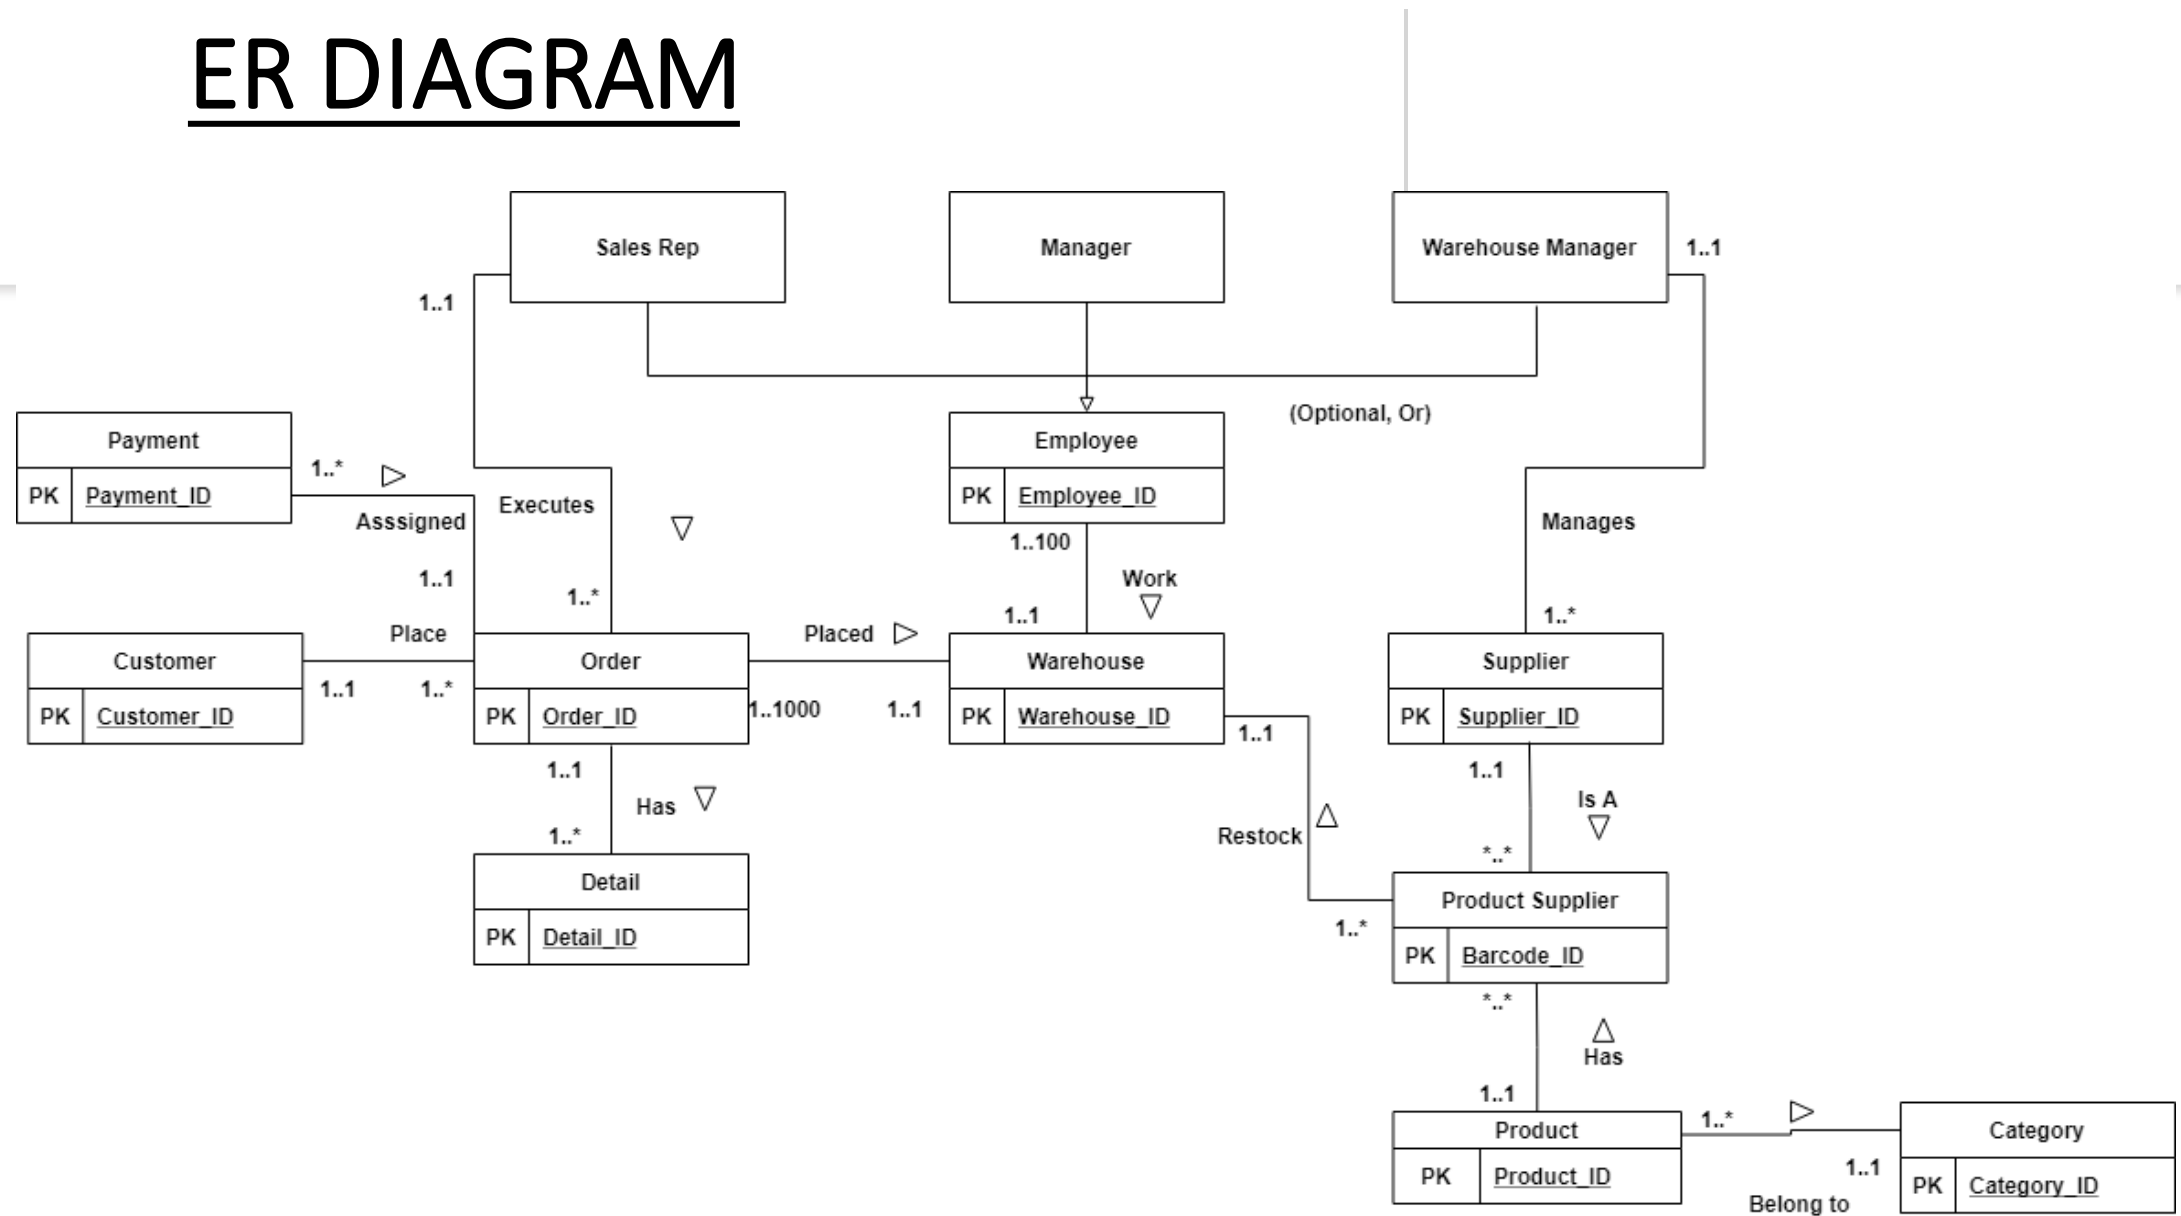 ER DIAGRAM
Sales Rep
Manager
Warehouse Manager
1..1
1..1
(Optional, Or)
Payment
PK
Payment_ID
1..*
Asssigned
Executes
Employee
PK
Employee_ID
1..100
Manages
1..1
1..*
Work
1..1
1..*
Place
Placed
Customer
PK
Customer_ID
1..1
1..*
Order
PK
Order_ID
1..1000
1..1
Warehouse
PK
Warehouse_ID
1..1
Supplier
PK
Supplier_ID
1..1
Has
1..*
1..1
Is A
Restock
*..*
Detail
PK
Detail_ID
Product Supplier
PK
Barcode_ID
1..*
*..*
Has
1..1
Product
PK
Product_ID
1..*
1..1
Belong to
Category
PK
Category_ID